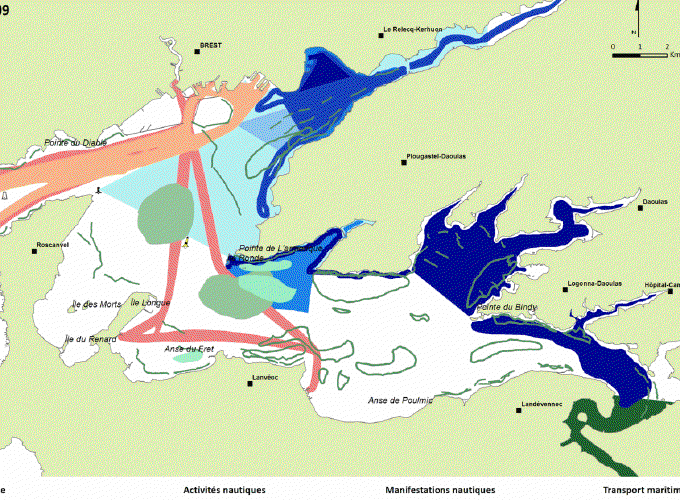 09
Le Relecq-Kerhuon
N
BREST
0 1 2
Km
Pointe du Diable
Plougastel-Daoulas
Daoulas
Roscanvel
Pointe de L'armorique
Ronde
Logonna-Daoulas
Hôpital-Cam
Ile des Morts
Ile Longue
Pointe du Bindy
Ile du Renard
Anse du Fret
Lanvéoc
Anse de Poulmic
Landévennec
e
Activités nautiques
Manifestations nautiques
Transport maritim